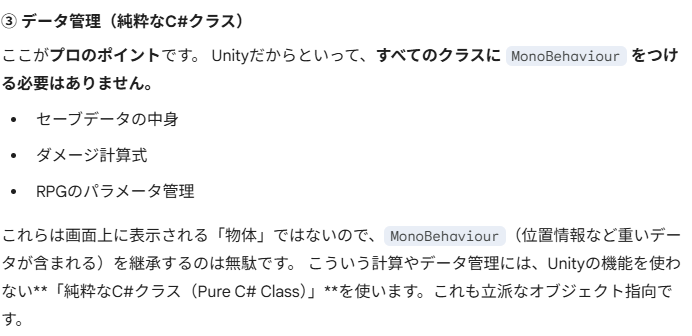 ③ データ管理（純粋なC#クラス）
ここがプロのポイントです。 Unityだからといって、すべてのクラスに MonoBehaviour をつけ
る必要はありません。
• セーブデータの中身
• ダメージ計算式
• RPGのパラメータ管理
これらは画面上に表示される「物体」ではないので、 MonoBehaviour （位置情報など重いデー
タが含まれる）を継承するのは無駄です。 こういう計算やデータ管理には、Unityの機能を使わ
ない**「純粋なC#クラス（Pure C# Class）」**を使います。これも立派なオブジェクト指向で
す。